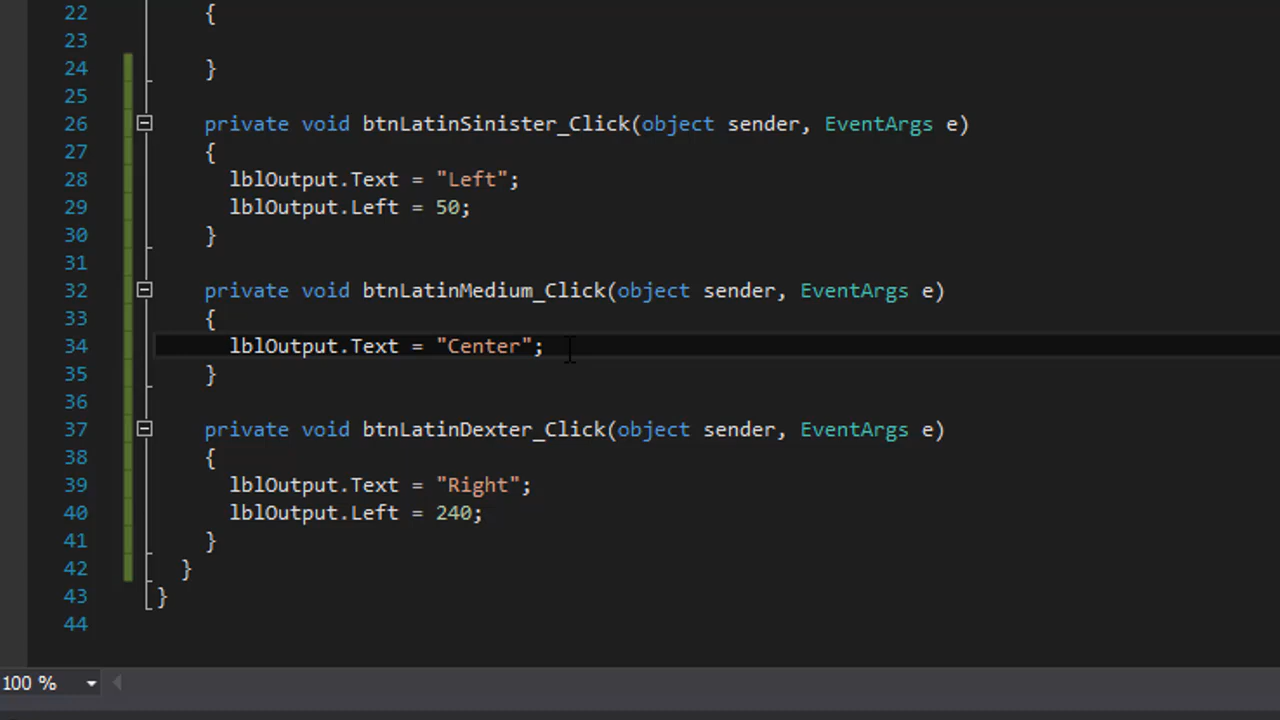 22 {
23
24 }
25
26 private void btnLatinSinister_Click(object sender, EventArgs e)
27 {
28 lblOutput.Text = "Left";
29 lblOutput.Left = 50;
30 }
31
32 private void btnLatinMedium_Click(object sender, EventArgs e)
33 {
34 lblOutput.Text = "Center";
35 }
36
37 private void btnLatinDexter_Click(object sender, EventArgs e)
38 {
39 lblOutput.Text = "Right";
40 lblOutput.Left = 240;
41 }
42 }
43 }
44
100 %